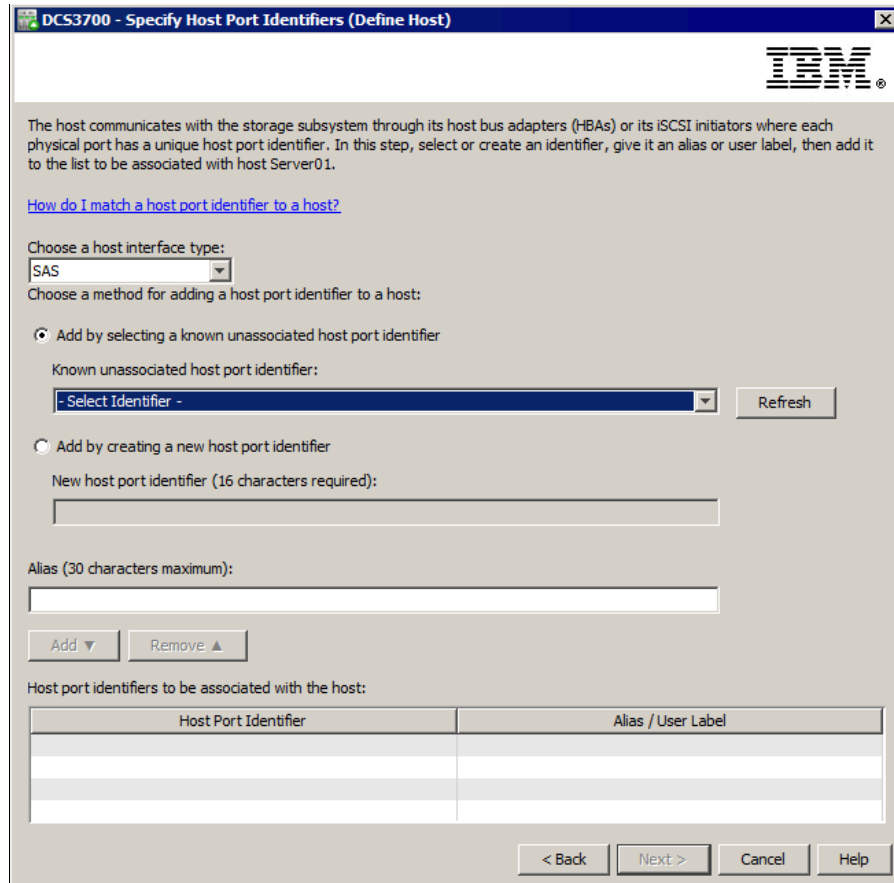 DCS3700 - Specify Host Port Identifiers (Define Host)
IBM®
The host communicates with the storage subsystem through its host bus adapters (HBAs) or its iSCSI initiators where each
physical port has a unique host port identifier. In this step, select or create an identifier, give it an alias or user label, then add it
to the list to be associated with host Server01.
How do I match a host port identifier to a host?
Choose a host interface type:
SAS
Choose a method for adding a host port identifier to a host:
Add by selecting a known unassociated host port identifier
Known unassociated host port identifier:
- Select Identifier -
Refresh
Add by creating a new host port identifier
New host port identifier (16 characters required):
Alias (30 characters maximum):
Add ▼ Remove ▲
Host port identifiers to be associated with the host:
Host Port Identifier Alias / User Label
< Back Next > Cancel Help